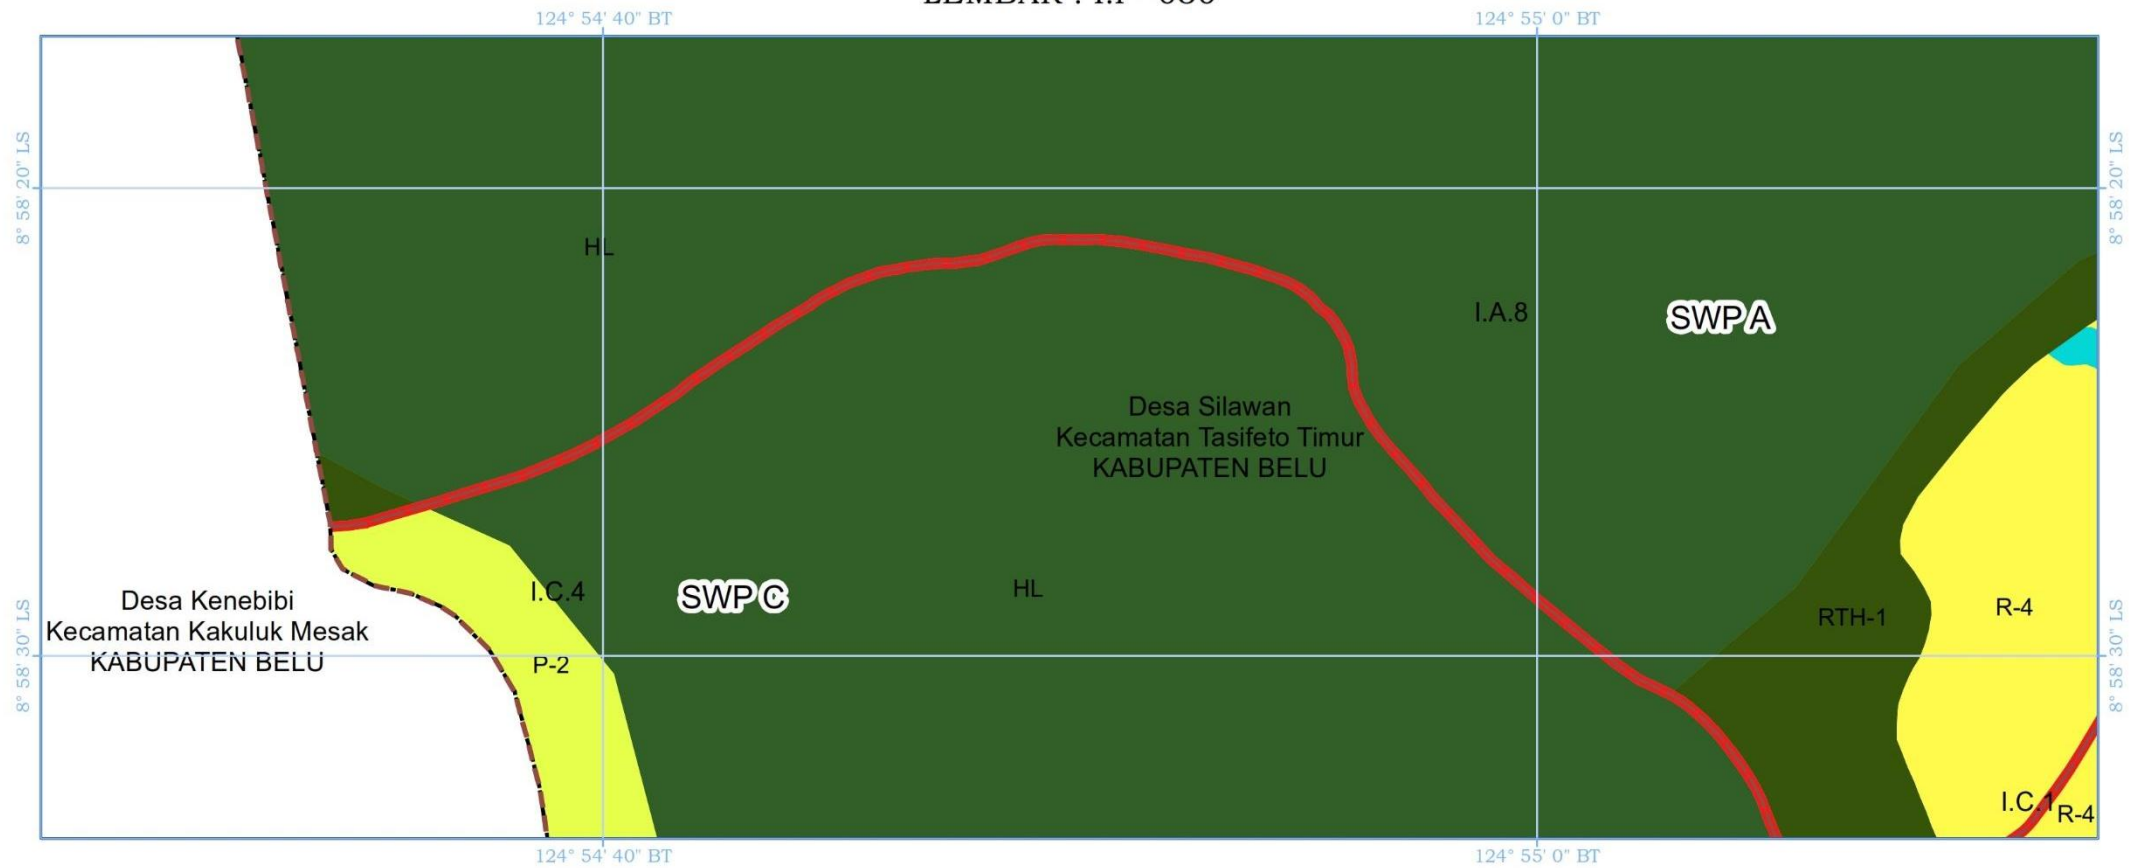 124° 54' 40" BT
124° 55' 0" BT
8° 58' 20" LS
8° 58' 20" LS
HL
I.A.8
SWP A
Desa Silawan
Kecamatan Tasifeto Timur
KABUPATEN BELU
I.C.4
SWP C
HL
Desa Kenebibi
Kecamatan Kakuluk Mesak
KABUPATEN BELU
P-2
RTH-1
R-4
8° 58' 30" LS
8° 58' 30" LS
I.C.1
R-4
124° 54' 40" BT
124° 55' 0" BT